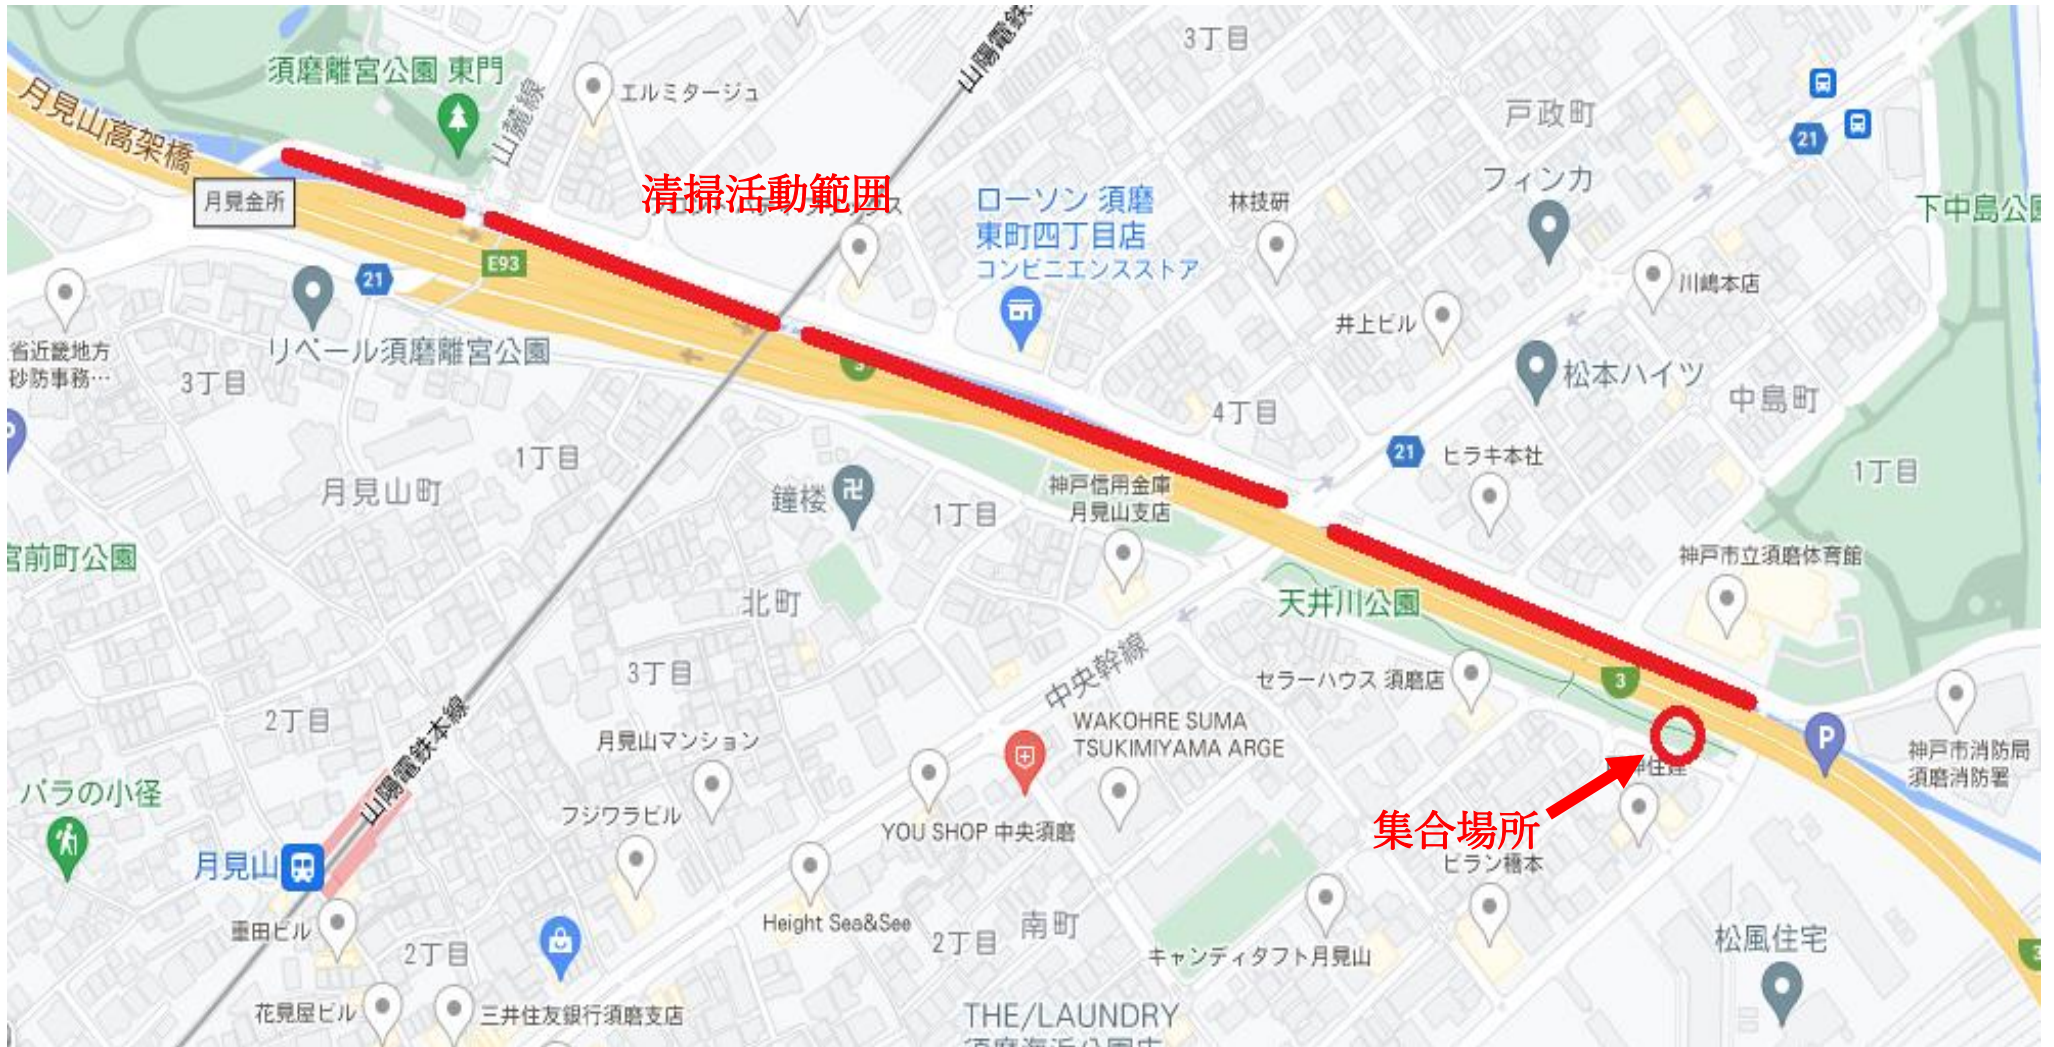 3丁目
山陽電鉄
須磨離宮公園 東門
エルミタージュ
山麓線
月見山高架橋
戸政町
21
フィンカ
清掃活動範囲
月見金所
ローソン 須磨
東町四丁目店
コンビニエンスストア
林技研
下中島公園
E93
21
川嶋本店
井上ビル
リベール須磨離宮公園
省近畿地方
砂防事務…
3丁目
3
松本ハイツ
中島町
4丁目
1丁目
月見山町
21
ヒラキ本社
1丁目
鐘楼
1丁目
神戸信用金庫
月見山支店
宮前町公園
神戸市立須磨体育館
北町
天井川公園
3丁目
中央幹線
セラーハウス 須磨店
3
2丁目
山陽電鉄本線
月見山マンション
WAKOHRE SUMA
TSUKIMIYAMA ARGE
P
神戸市消防局
須磨消防署
バラの小径
フジワラビル
YOU SHOP 中央須磨
集合場所
月見山
ビラン橋本
重田ビル
Height Sea&See
2丁目
南町
2丁目
キャンディタフト月見山
松風住宅
3
花見屋ビル
三井住友銀行須磨支店
THE/LAUNDRY
須磨海浜公園店